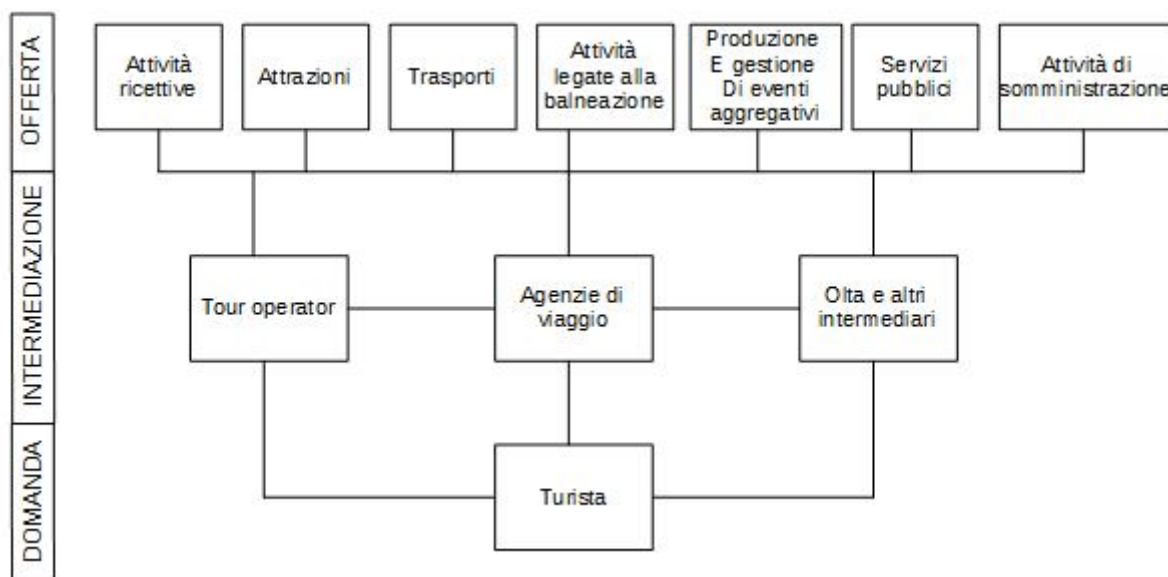 OFFERTA
Attività
ricettive
Attrazioni
Trasporti
Attività
legate alla
balneazione
Produzione
E gestione
Di eventi
aggregativi
Servizi
pubblici
Attività di
somministrazione
INTERMEDIAZIONE
Tour operator
Agenzie di
viaggio
Olta e altri
intermediari
DOMANDA
Turista